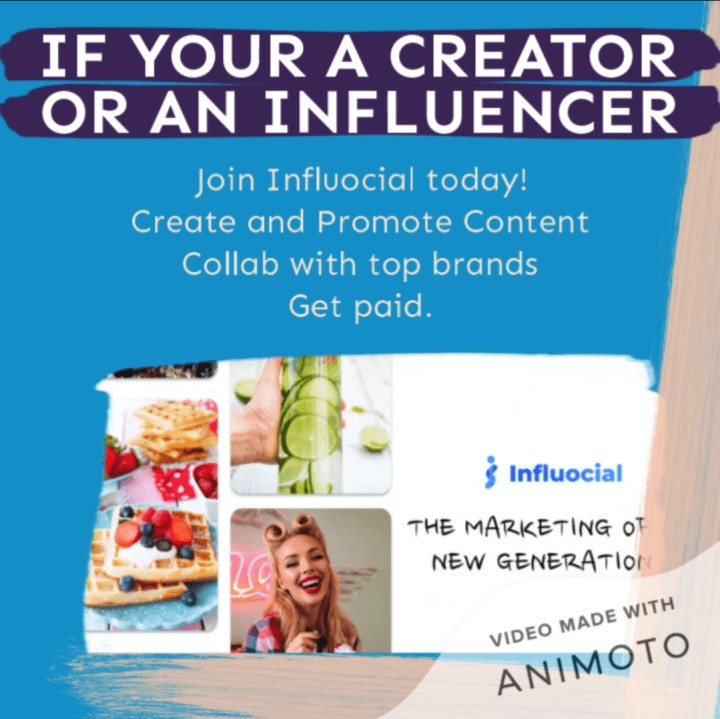 IF YOUR A CREATOR
OR AN INFLUENCER
Join Influocial today!
Create and Promote Content
Collab with top brands
Get paid.
Influocial
THE MARKETING OF
NEW GENERATION
VIDEO MADE WITH
ANIMOTO